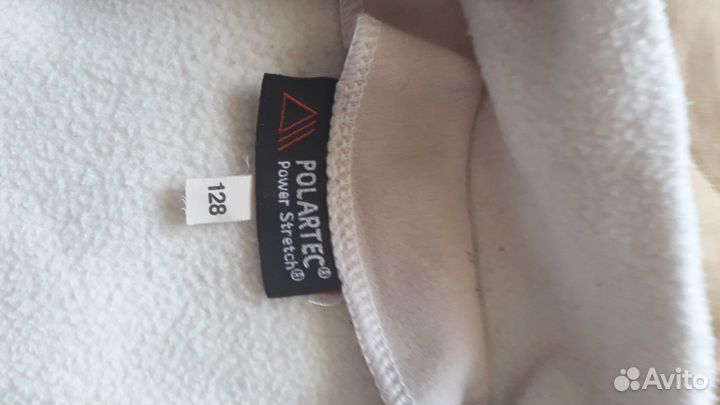 POLARTEC®
Power Stretch®
128
Avito